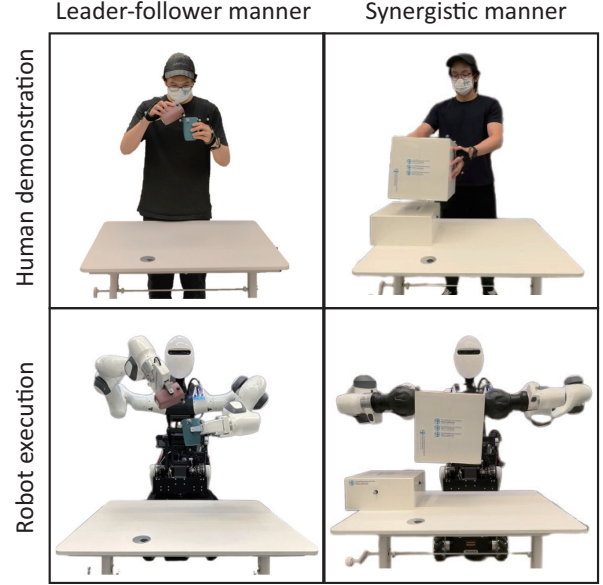 Leader-follower manner
Synergistic manner
Human demonstration
Robot execution